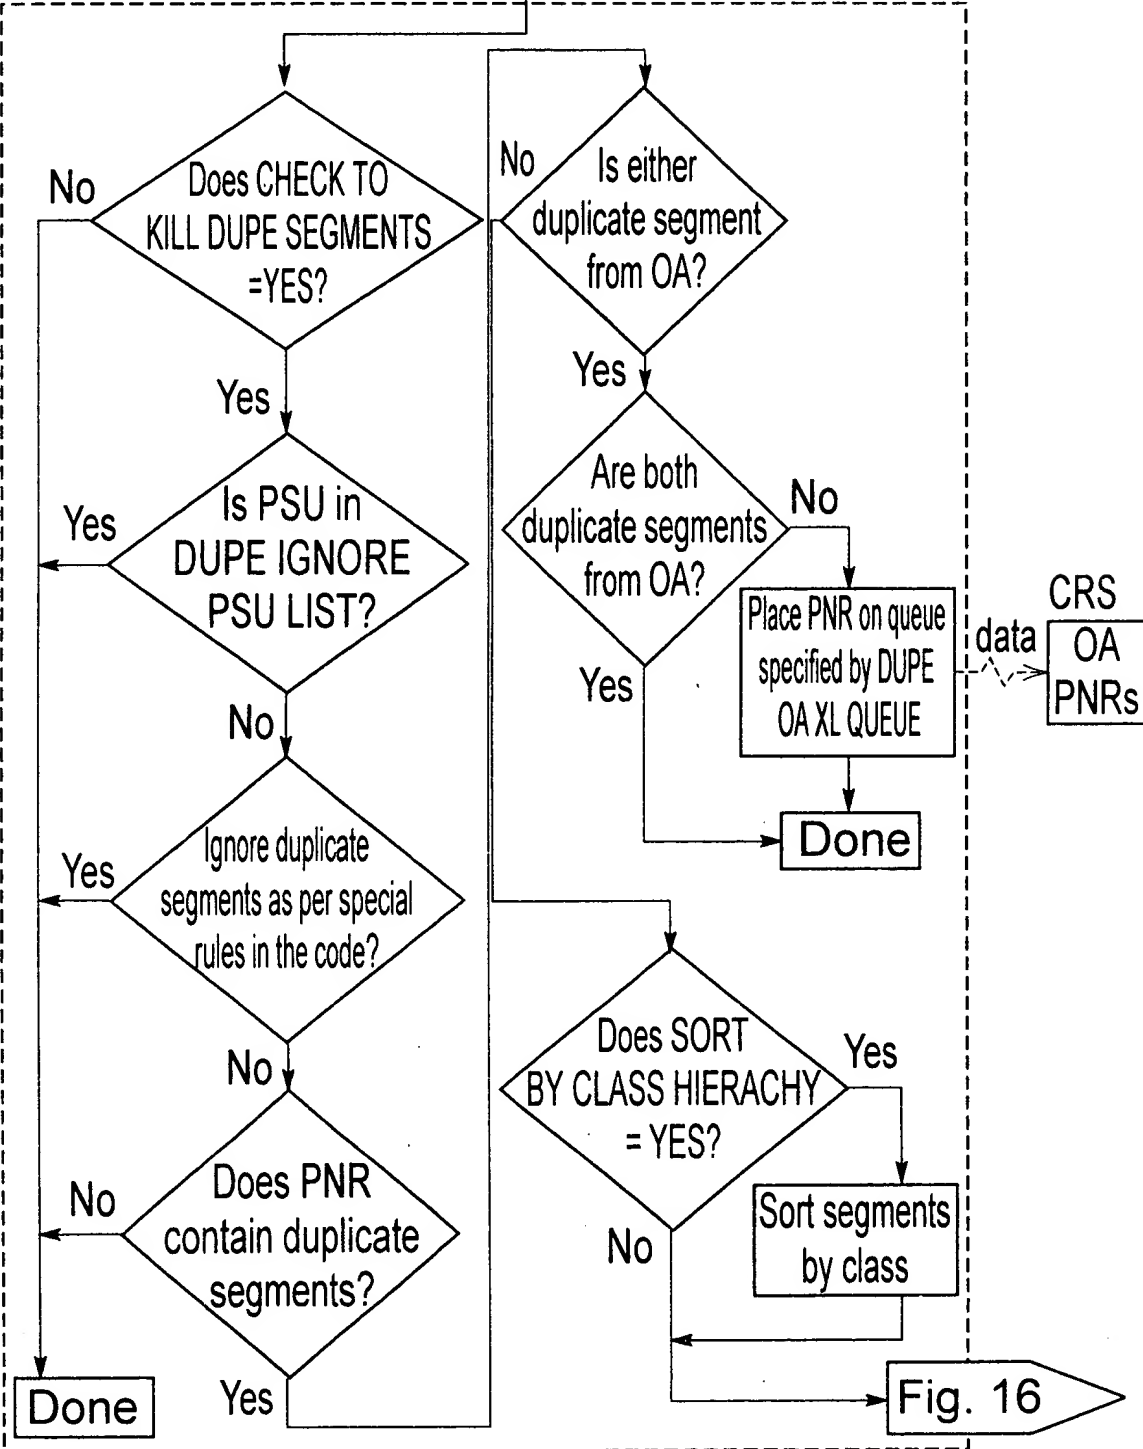 No
Does CHECK TO
KILL DUPE SEGMENTS
=YES?
Yes
Yes
Is PSU in
DUPE IGNORE
PSU LIST?
No
Yes
Ignore duplicate
segments as per special
rules in the code?
No
No
Does PNR
contain duplicate
segments?
Yes
Done
No
Is either
duplicate segment
from OA?
Yes
Are both
duplicate segments
from OA?
No
Yes
Place PNR on queue
specified by DUPE
OA XL QUEUE
data
CRS
OA
PNRs
Done
Does SORT
BY CLASS HIERACHY
= YES?
Yes
No
Sort segments
by class
Fig. 16